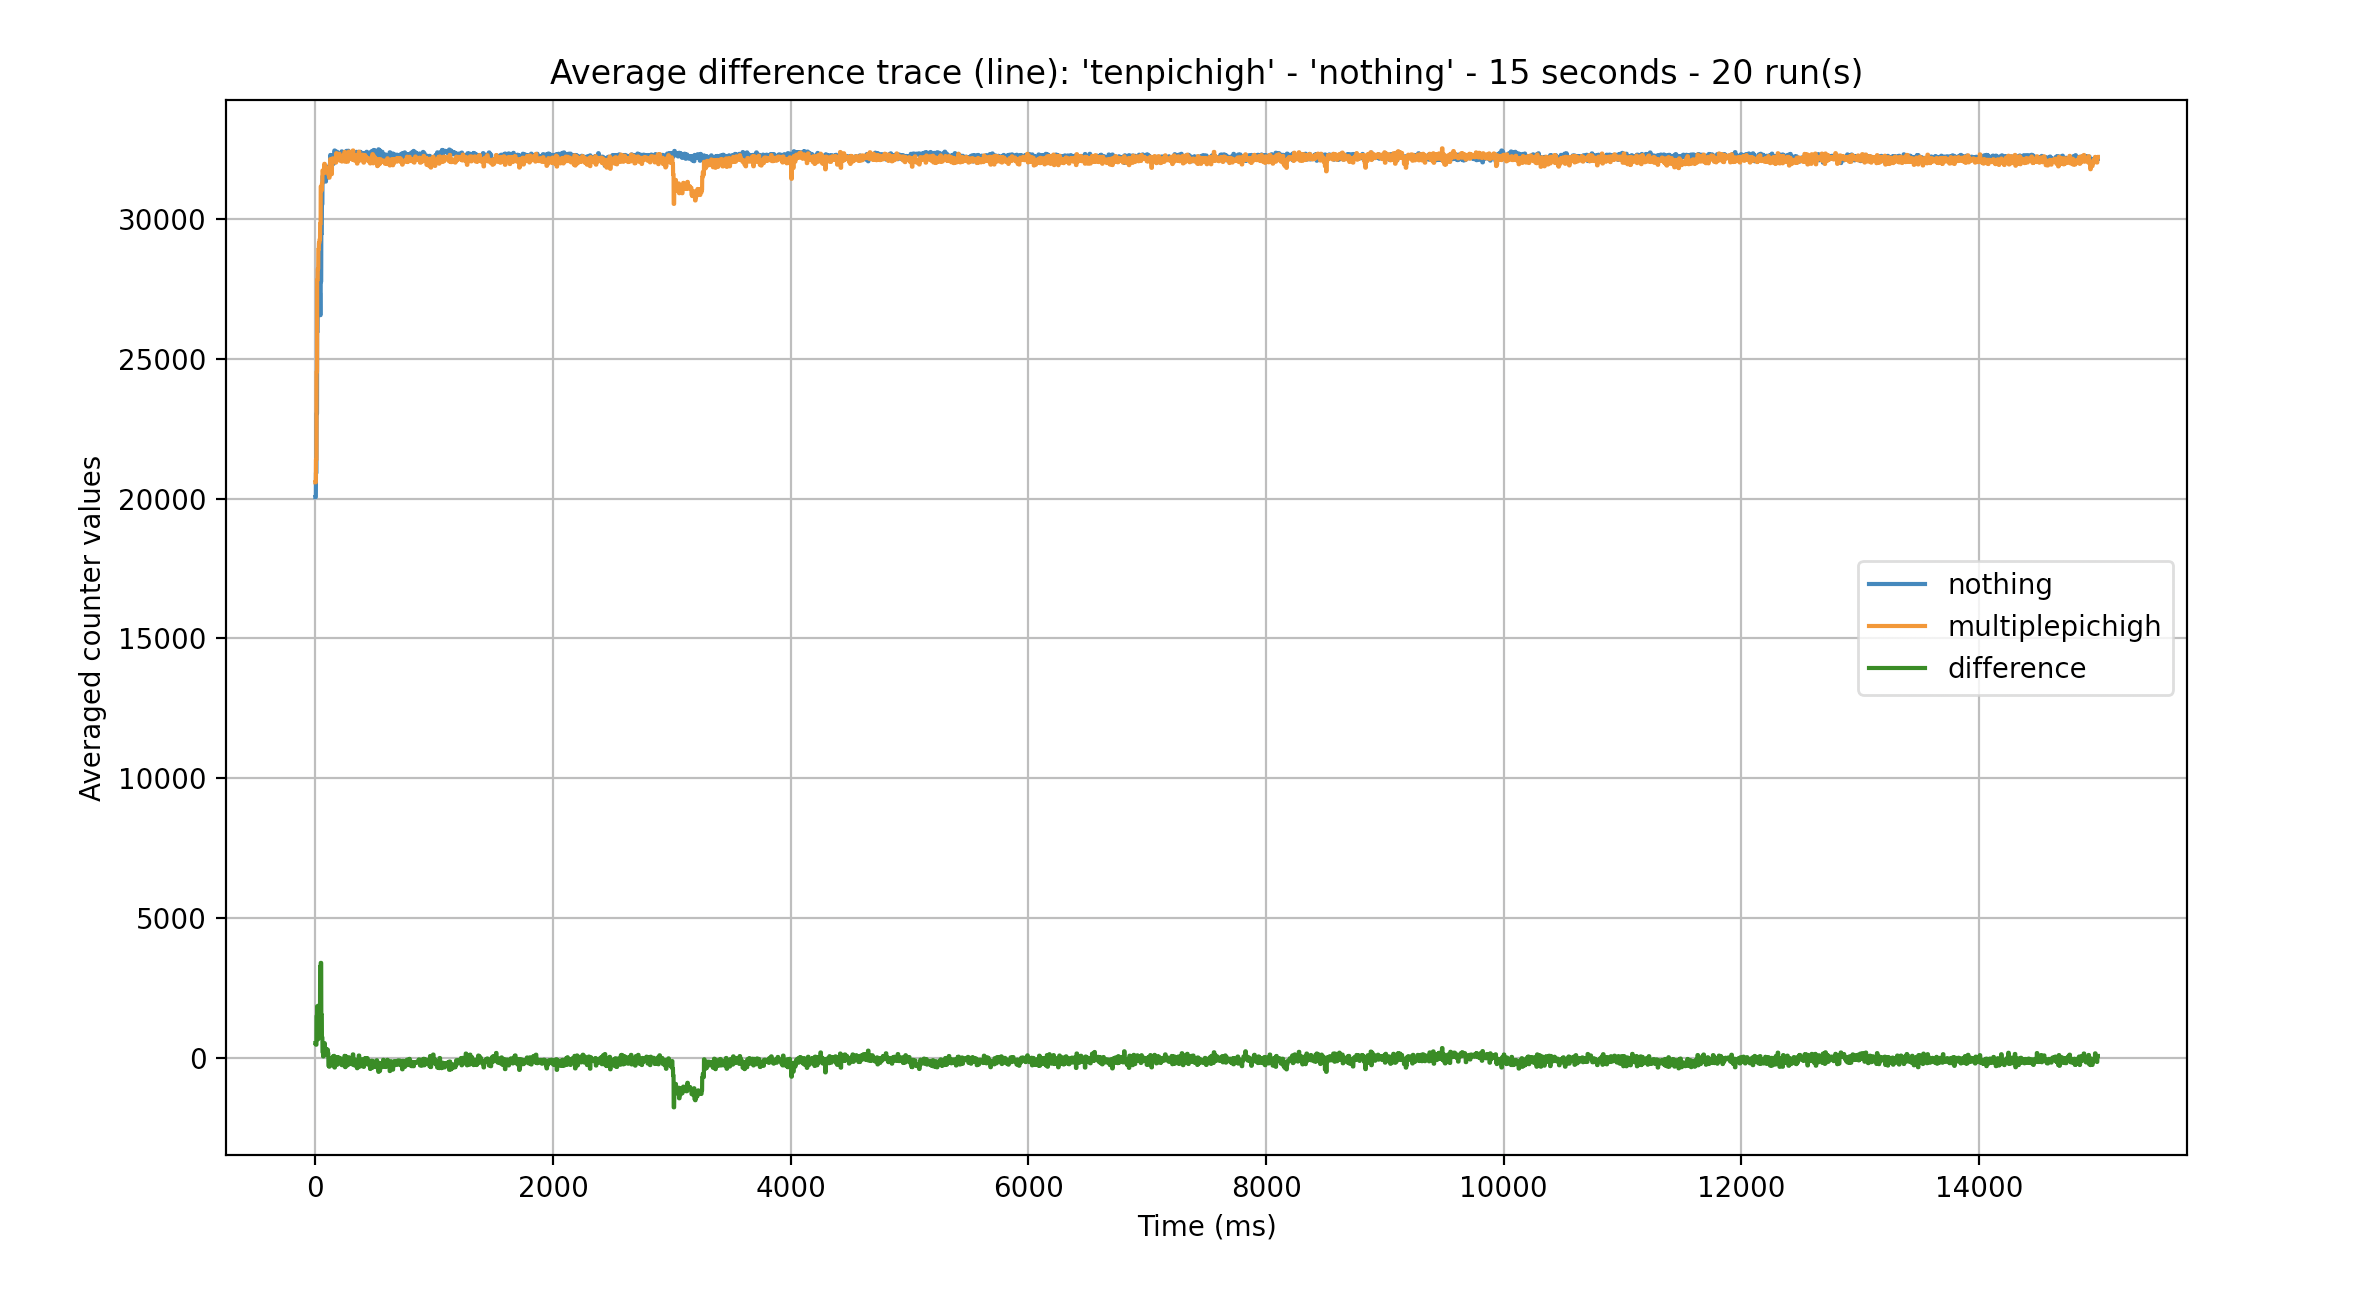 Average difference trace (line): 'tenpichigh' - 'nothing' - 15 seconds - 20 run(s)
Averaged counter values
30000
25000
20000
15000
10000
5000
0
nothing
multiplepichigh
difference
0 2000 4000 6000 8000 10000 12000 14000
Time (ms)